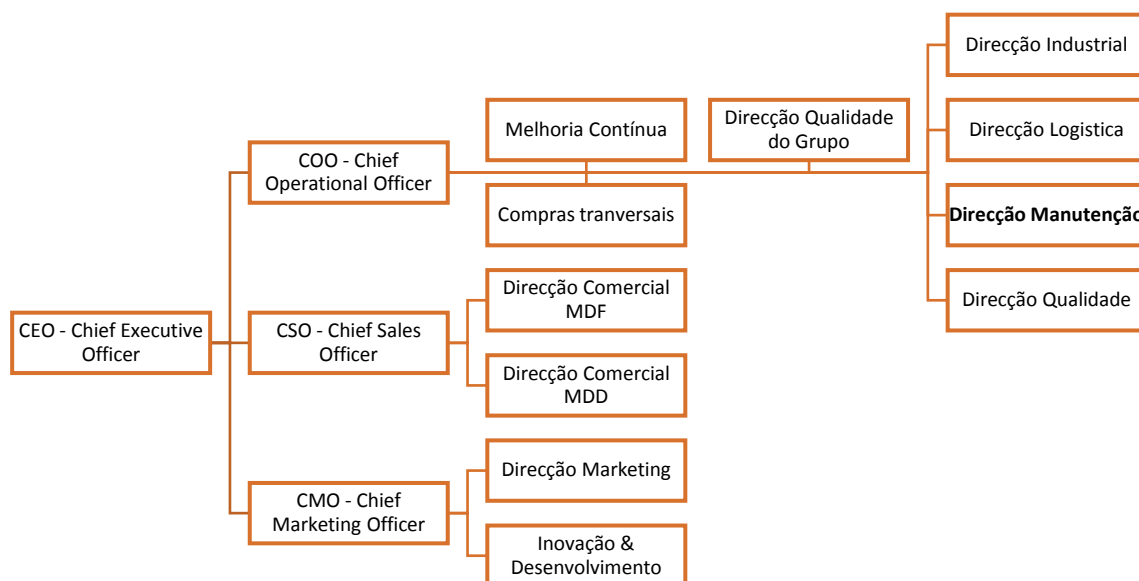 CEO - Chief Executive
Officer
COO - Chief
Operational Officer
Melhoria Contínua
Compras tranversais
Direcção Qualidade
do Grupo
Direcção Industrial
Direcção Logistica
Direcção Manutenção
Direcção Qualidade
CSO - Chief Sales
Officer
Direcção Comercial
MDF
Direcção Comercial
MDD
CMO - Chief
Marketing Officer
Direcção Marketing
Inovação &
Desenvolvimento